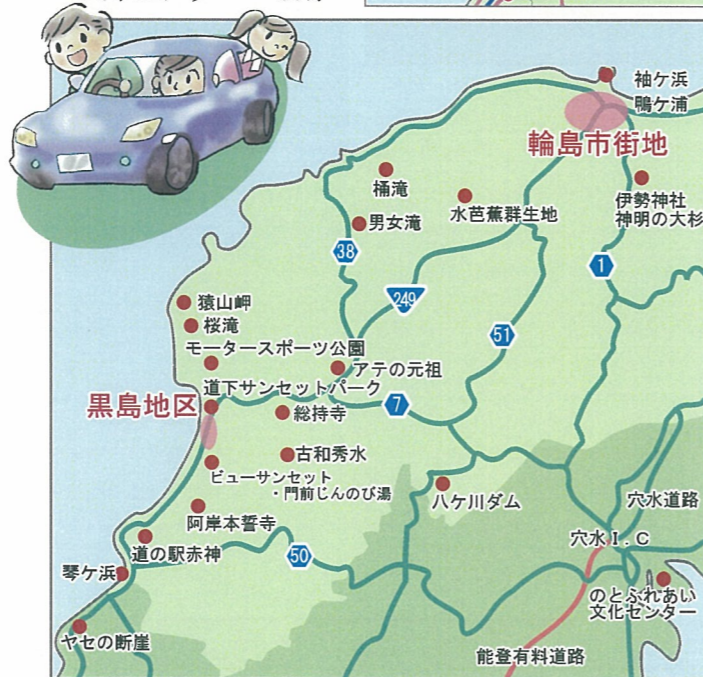 袖ケ浜
鴨ケ浦
輪島市街地
桶滝
水芭蕉群生地
伊勢神社
神明の大杉
男女滝
38
1
249
猿山岬
桜滝
51
モータースポーツ公園
アテの元祖
道下サンセットパーク
黒島地区
総持寺
7
古和秀水
ビューサンセット
・門前じんのび湯
八ケ川ダム
穴水道路
阿岸本誓寺
穴水I.C
道の駅赤神
50
琴ケ浜
のとふれあい
文化センター
ヤセの断崖
能登有料道路